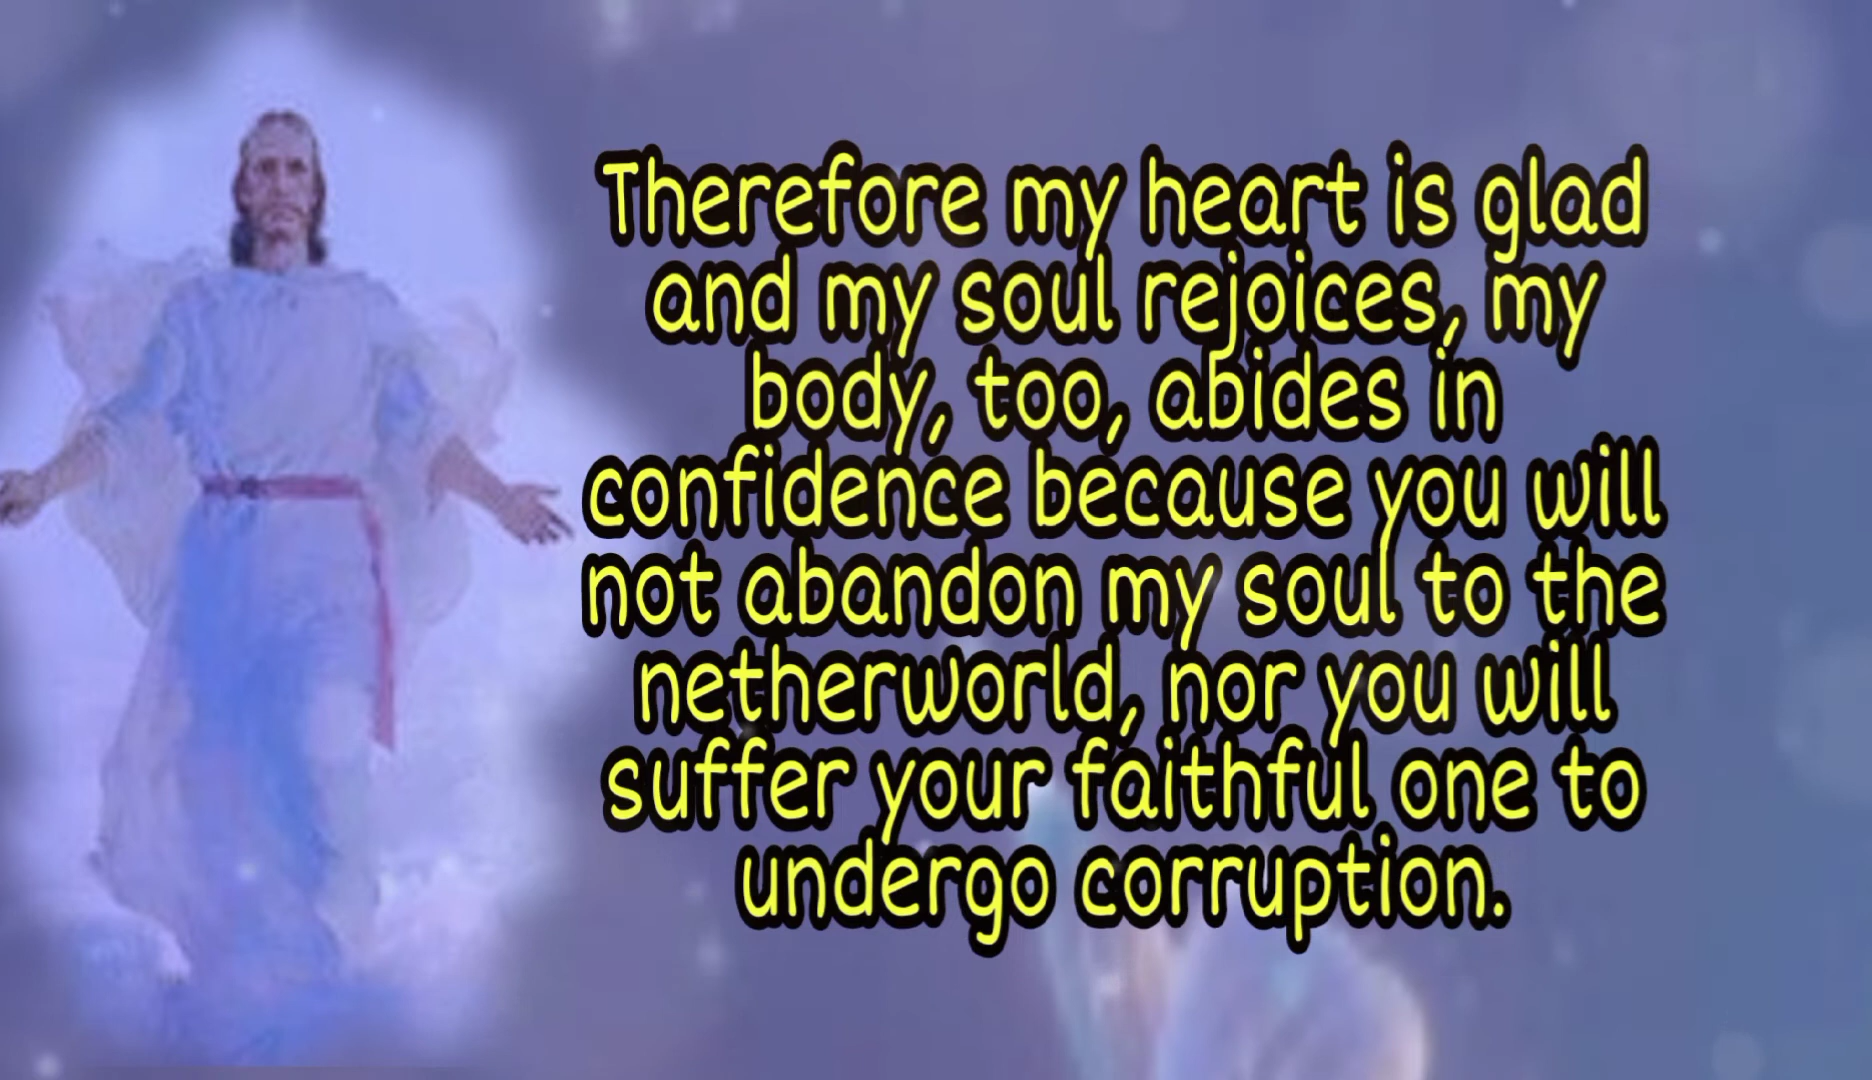 Therefore my heart is glad
and my soul rejoices, my
body, too, abides in
confidence because you will
not abandon my soul to the
netherworld, nor you will
suffer your faithful one to
undergo corruption.